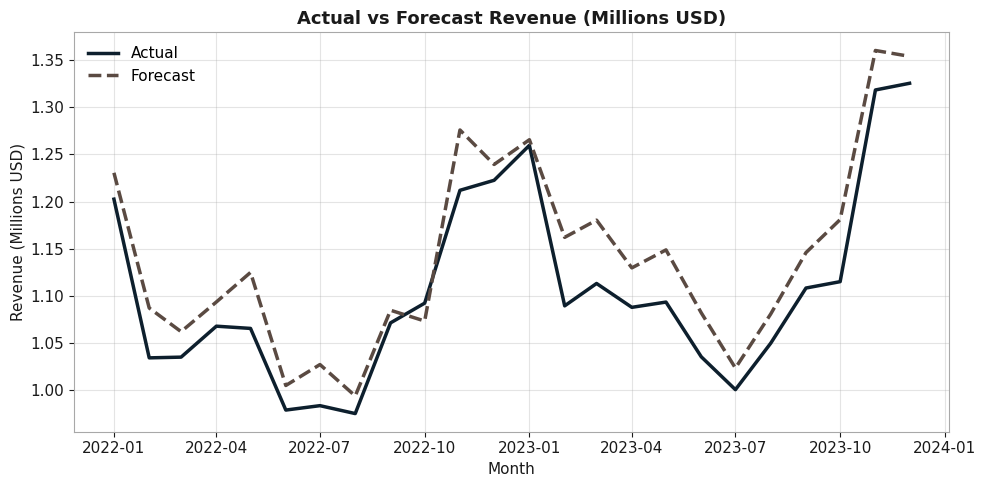 Actual vs Forecast Revenue (Millions USD)
Actual
Forecast
Revenue (Millions USD)
1.35
1.30
1.25
1.20
1.15
1.10
1.05
1.00
2022-01 2022-04 2022-07 2022-10 2023-01 2023-04 2023-07 2023-10 2024-01
Month